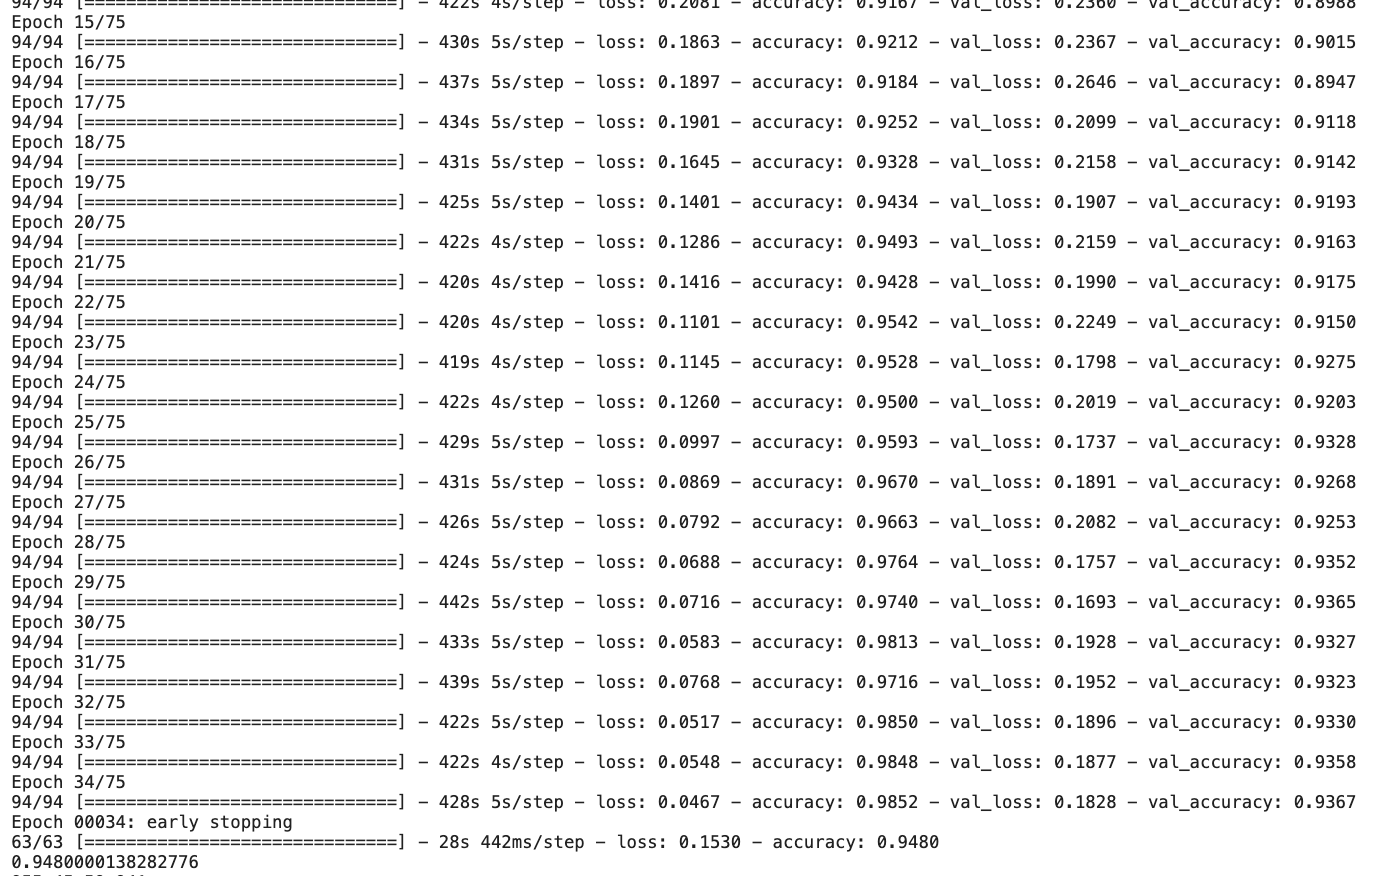 94/94 [==============================] - 422s 4s/step - loss: 0.2081 - accuracy: 0.9167 - val_loss: 0.2360 - val_accuracy: 0.8988
Epoch 15/75
94/94 [==============================] - 430s 5s/step - loss: 0.1863 - accuracy: 0.9212 - val_loss: 0.2367 - val_accuracy: 0.9015
Epoch 16/75
94/94 [==============================] - 437s 5s/step - loss: 0.1897 - accuracy: 0.9184 - val_loss: 0.2646 - val_accuracy: 0.8947
Epoch 17/75
94/94 [==============================] - 434s 5s/step - loss: 0.1901 - accuracy: 0.9252 - val_loss: 0.2099 - val_accuracy: 0.9118
Epoch 18/75
94/94 [==============================] - 431s 5s/step - loss: 0.1645 - accuracy: 0.9328 - val_loss: 0.2158 - val_accuracy: 0.9142
Epoch 19/75
94/94 [==============================] - 425s 5s/step - loss: 0.1401 - accuracy: 0.9434 - val_loss: 0.1907 - val_accuracy: 0.9193
Epoch 20/75
94/94 [==============================] - 422s 4s/step - loss: 0.1286 - accuracy: 0.9493 - val_loss: 0.2159 - val_accuracy: 0.9163
Epoch 21/75
94/94 [==============================] - 420s 4s/step - loss: 0.1416 - accuracy: 0.9428 - val_loss: 0.1990 - val_accuracy: 0.9175
Epoch 22/75
94/94 [==============================] - 420s 4s/step - loss: 0.1101 - accuracy: 0.9542 - val_loss: 0.2249 - val_accuracy: 0.9150
Epoch 23/75
94/94 [==============================] - 419s 4s/step - loss: 0.1145 - accuracy: 0.9528 - val_loss: 0.1798 - val_accuracy: 0.9275
Epoch 24/75
94/94 [==============================] - 422s 4s/step - loss: 0.1260 - accuracy: 0.9500 - val_loss: 0.2019 - val_accuracy: 0.9203
Epoch 25/75
94/94 [==============================] - 429s 5s/step - loss: 0.0997 - accuracy: 0.9593 - val_loss: 0.1737 - val_accuracy: 0.9328
Epoch 26/75
94/94 [==============================] - 431s 5s/step - loss: 0.0869 - accuracy: 0.9670 - val_loss: 0.1891 - val_accuracy: 0.9268
Epoch 27/75
94/94 [==============================] - 426s 5s/step - loss: 0.0792 - accuracy: 0.9663 - val_loss: 0.2082 - val_accuracy: 0.9253
Epoch 28/75
94/94 [==============================] - 424s 5s/step - loss: 0.0688 - accuracy: 0.9764 - val_loss: 0.1757 - val_accuracy: 0.9352
Epoch 29/75
94/94 [==============================] - 442s 5s/step - loss: 0.0716 - accuracy: 0.9740 - val_loss: 0.1693 - val_accuracy: 0.9365
Epoch 30/75
94/94 [==============================] - 433s 5s/step - loss: 0.0583 - accuracy: 0.9813 - val_loss: 0.1928 - val_accuracy: 0.9327
Epoch 31/75
94/94 [==============================] - 439s 5s/step - loss: 0.0768 - accuracy: 0.9716 - val_loss: 0.1952 - val_accuracy: 0.9323
Epoch 32/75
94/94 [==============================] - 422s 5s/step - loss: 0.0517 - accuracy: 0.9850 - val_loss: 0.1896 - val_accuracy: 0.9330
Epoch 33/75
94/94 [==============================] - 422s 4s/step - loss: 0.0548 - accuracy: 0.9848 - val_loss: 0.1877 - val_accuracy: 0.9358
Epoch 34/75
94/94 [==============================] - 428s 5s/step - loss: 0.0467 - accuracy: 0.9852 - val_loss: 0.1828 - val_accuracy: 0.9367
Epoch 00034: early stopping
63/63 [==============================] - 28s 442ms/step - loss: 0.1530 - accuracy: 0.9480
0.9480000138282776